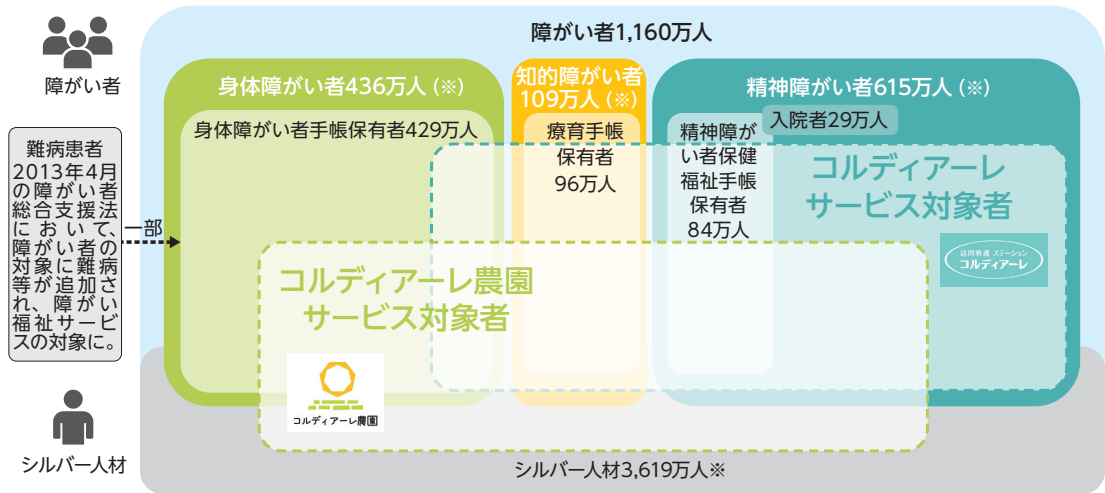 障がい者
障がい者1,160万人
身体障がい者436万人(※)
身体障がい者手帳保有者429万人
知的障がい者
109万人(※)
療育手帳
保有者
96万人
精神障がい者615万人(※)
入院者29万人
精神障が
い者保健
福祉手帳
保有者
84万人
コルディアーレ
サービス対象者
訪問看護 ステーション
コルディアーレ
難病患者
2013年4月
の障がい者
総合支援法
において、
障がい者の
対象に難病
等が追加さ
れ、障がい
福祉サービ
スの対象に。
一部
コルディアーレ農園
サービス対象者
コルディアーレ農園
シルバー人材
シルバー人材3,619万人※